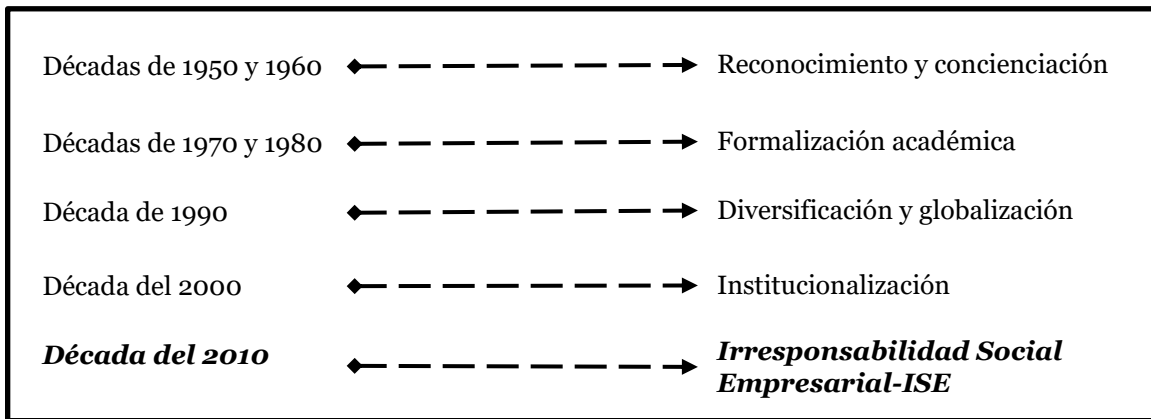 Décadas de 1950 y 1960 Reconocimiento y concienciación
Décadas de 1970 y 1980 Formalización académica
Década de 1990 Diversificación y globalización
Década del 2000 Institucionalización
Década del 2010 Irresponsabilidad Social
Empresarial-ISE